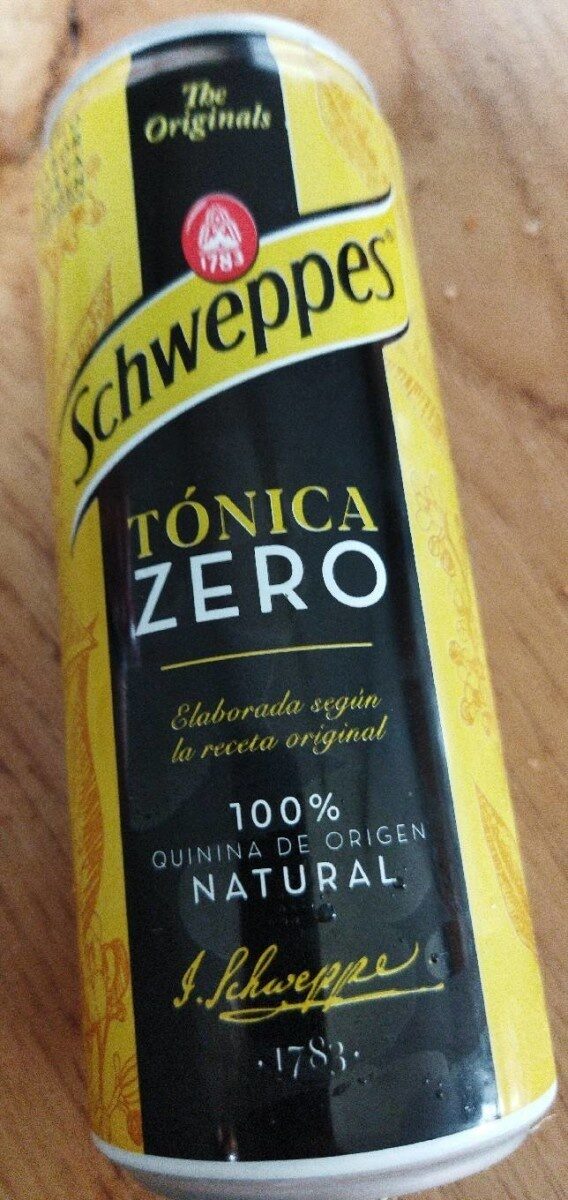 The
Originals
1783
Schweppes
TÓNICA
ZERO
Elaborada según
la receta original
100%
QUININA DE ORIGEN
NATURAL
J. Schweppe
·1783·